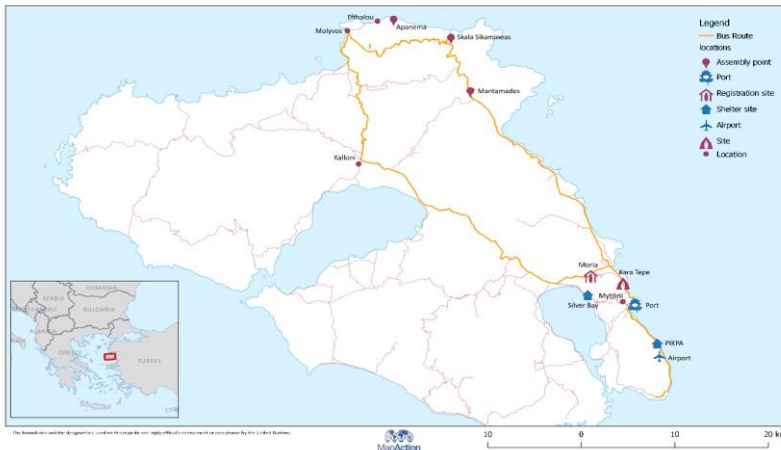 Efthalou
Molyvos
Apanema
Skala Sikamineas
Mantamados
Kalloni
Moria
Kara Tepe
Mytilini
Silver Bay
Port
PIKPA
Airport
Legend
Bus Route
locations
Assembly point
Port
Registration site
Shelter site
Airport
Site
Location
ROMANIA
SERBIA
BULGARIA
GREECE
TURKEY
MapAction
10
0
10
20 km